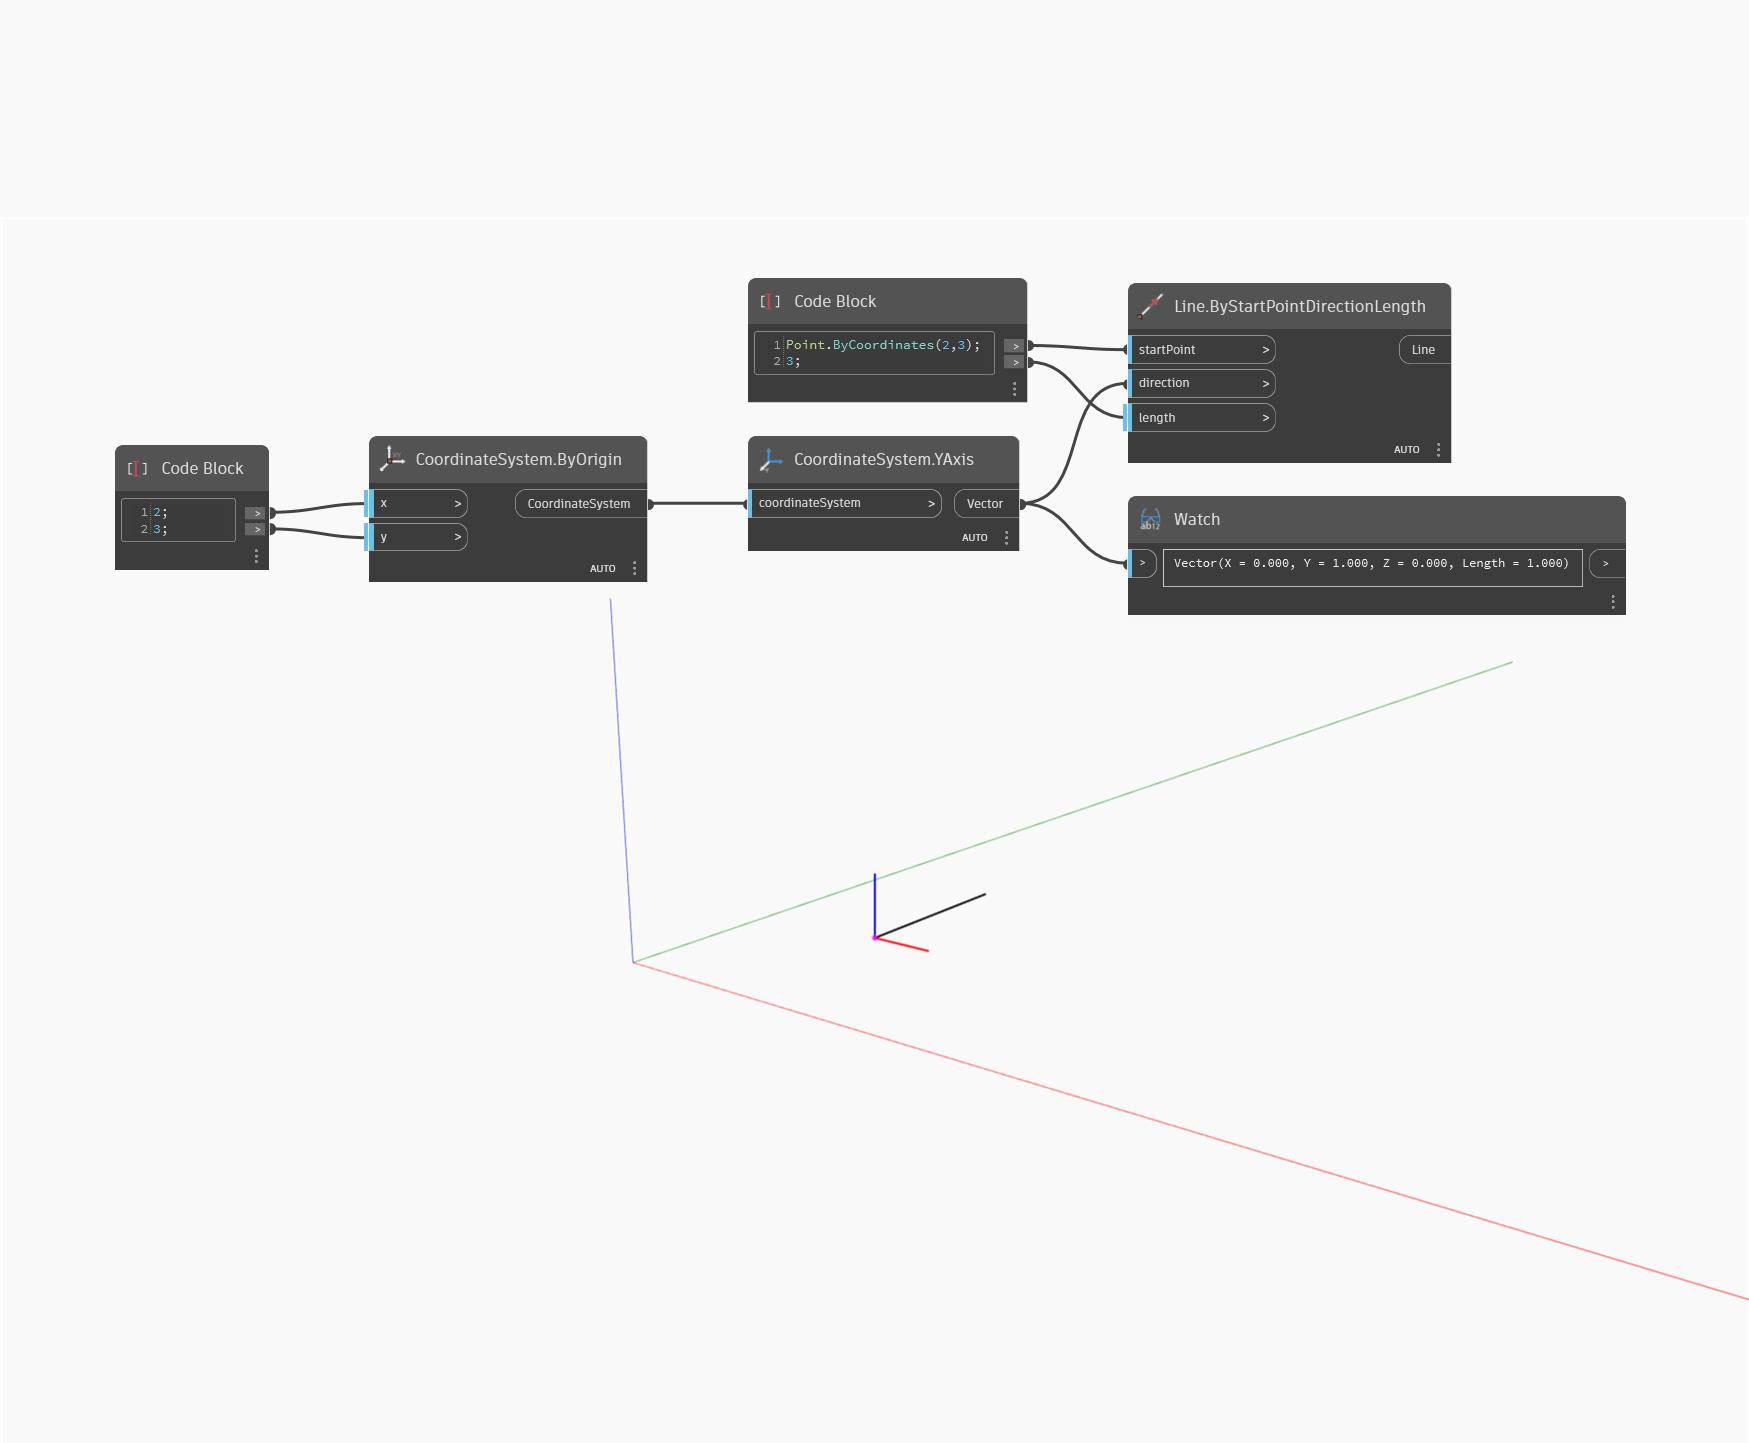 Code Block
1 2;
2 3;
>
>
CoordinateSystem.ByOrigin
x >
y >
CoordinateSystem
AUTO
Code Block
1 Point.ByCoordinates(2,3);
2 3;
>
>
CoordinateSystem.YAxis
coordinateSystem >
Vector
AUTO
Line.ByStartPointDirectionLength
startPoint >
direction >
length >
Line
AUTO
Watch
> Vector(X = 0.000, Y = 1.000, Z = 0.000, Length = 1.000) >